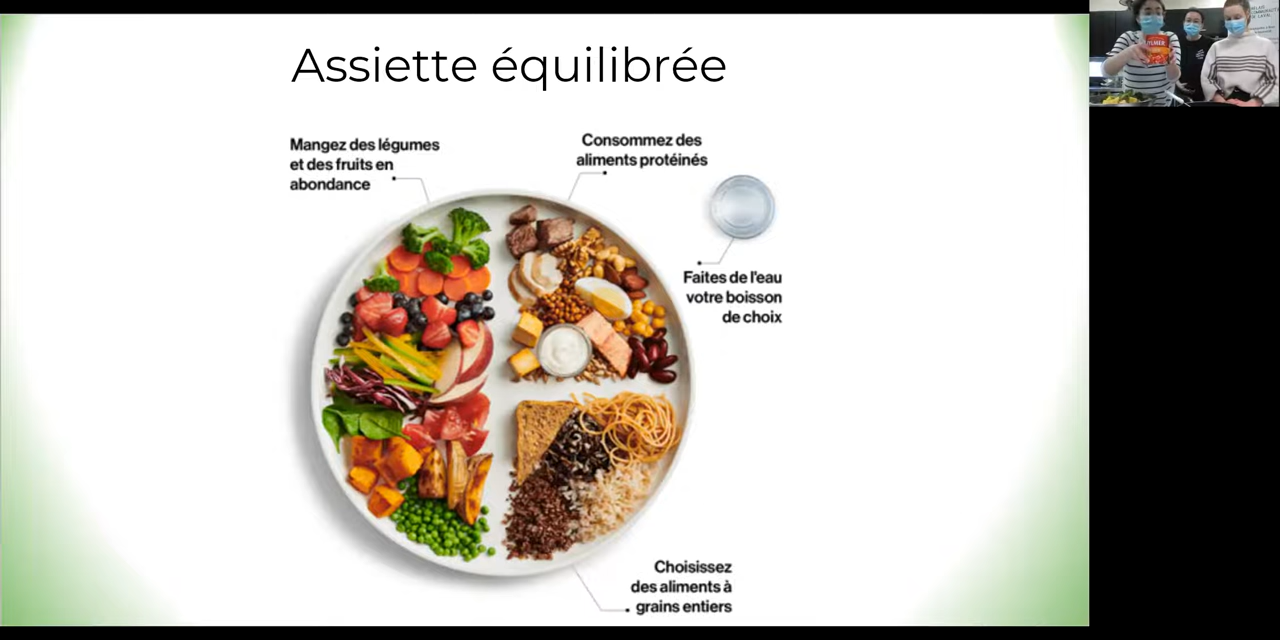 Assiette équilibrée
Mangez des légumes
et des fruits en
abondance
Consommez des
aliments protéinés
Faites de l'eau
votre boisson
de choix
Choisissez
des aliments à
grains entiers